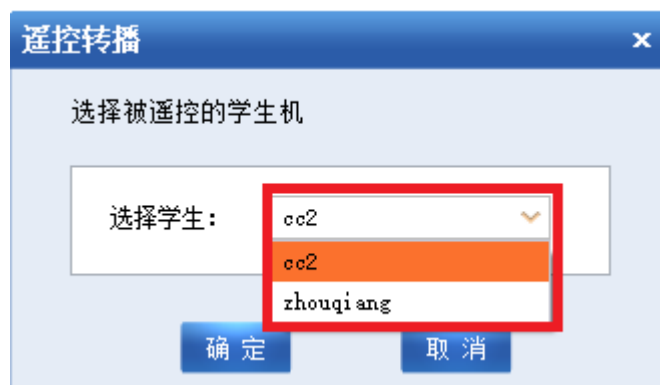 遥控转播
选择被遥控的学生机
选择学生：
cc2
cc2
zhouqiang
确 定
取 消